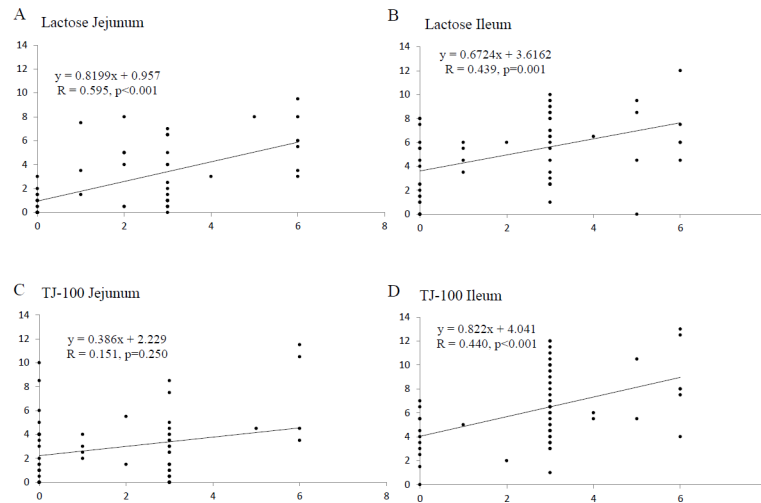 A
Lactose Jejunum
14
12
10
8
6
4
2
0
y = 0.8199x + 0.957
R = 0.595, p<0.001
0 2 4 6 8
B
Lactose Ileum
14
12
10
8
6
4
2
0
y = 0.6724x + 3.6162
R = 0.439, p=0.001
0 2 4 6
C
TJ-100 Jejunum
14
12
10
8
6
4
2
0
y = 0.386x + 2.229
R = 0.151, p=0.250
0 2 4 6 8
D
TJ-100 Ileum
14
12
10
8
6
4
2
0
y = 0.822x + 4.041
R = 0.440, p<0.001
0 2 4 6